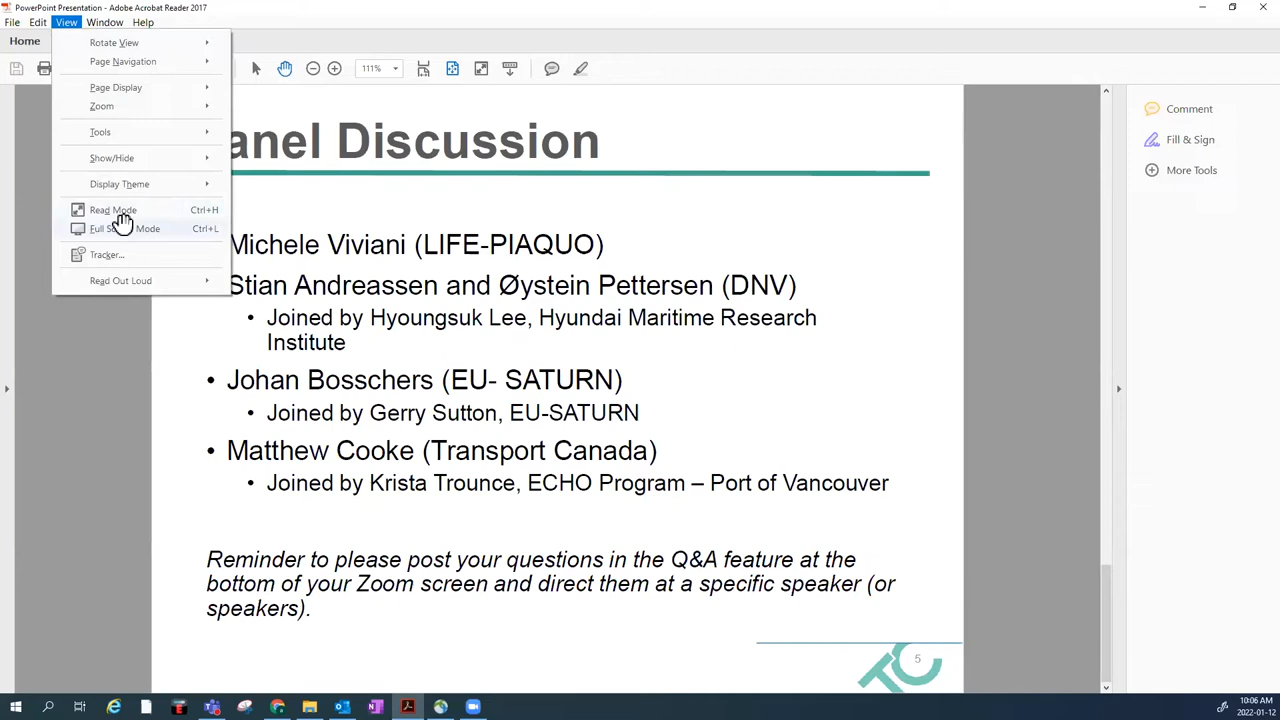 PowerPoint Presentation - Adobe Acrobat Reader 2017
File Edit View Window Help
Home
111%
Rotate View
Page Navigation
Page Display
Zoom
Tools
Show/Hide
Display Theme
Read Mode Ctrl+H
Mode Ctrl+L
Tracker...
Read Out Loud
Comment
Fill & Sign
More Tools
anel Discussion
Michele Viviani (LIFE-PIAQUO)
Stian Andreassen and Øystein Pettersen (DNV)
• Joined by Hyoungsuk Lee, Hyundai Maritime Research
Institute
• Johan Bosschers (EU- SATURN)
• Joined by Gerry Sutton, EU-SATURN
• Matthew Cooke (Transport Canada)
• Joined by Krista Trounce, ECHO Program – Port of Vancouver
Reminder to please post your questions in the Q&A feature at the
bottom of your Zoom screen and direct them at a specific speaker (or
speakers).
TC
5
10:06 AM
2022-01-12